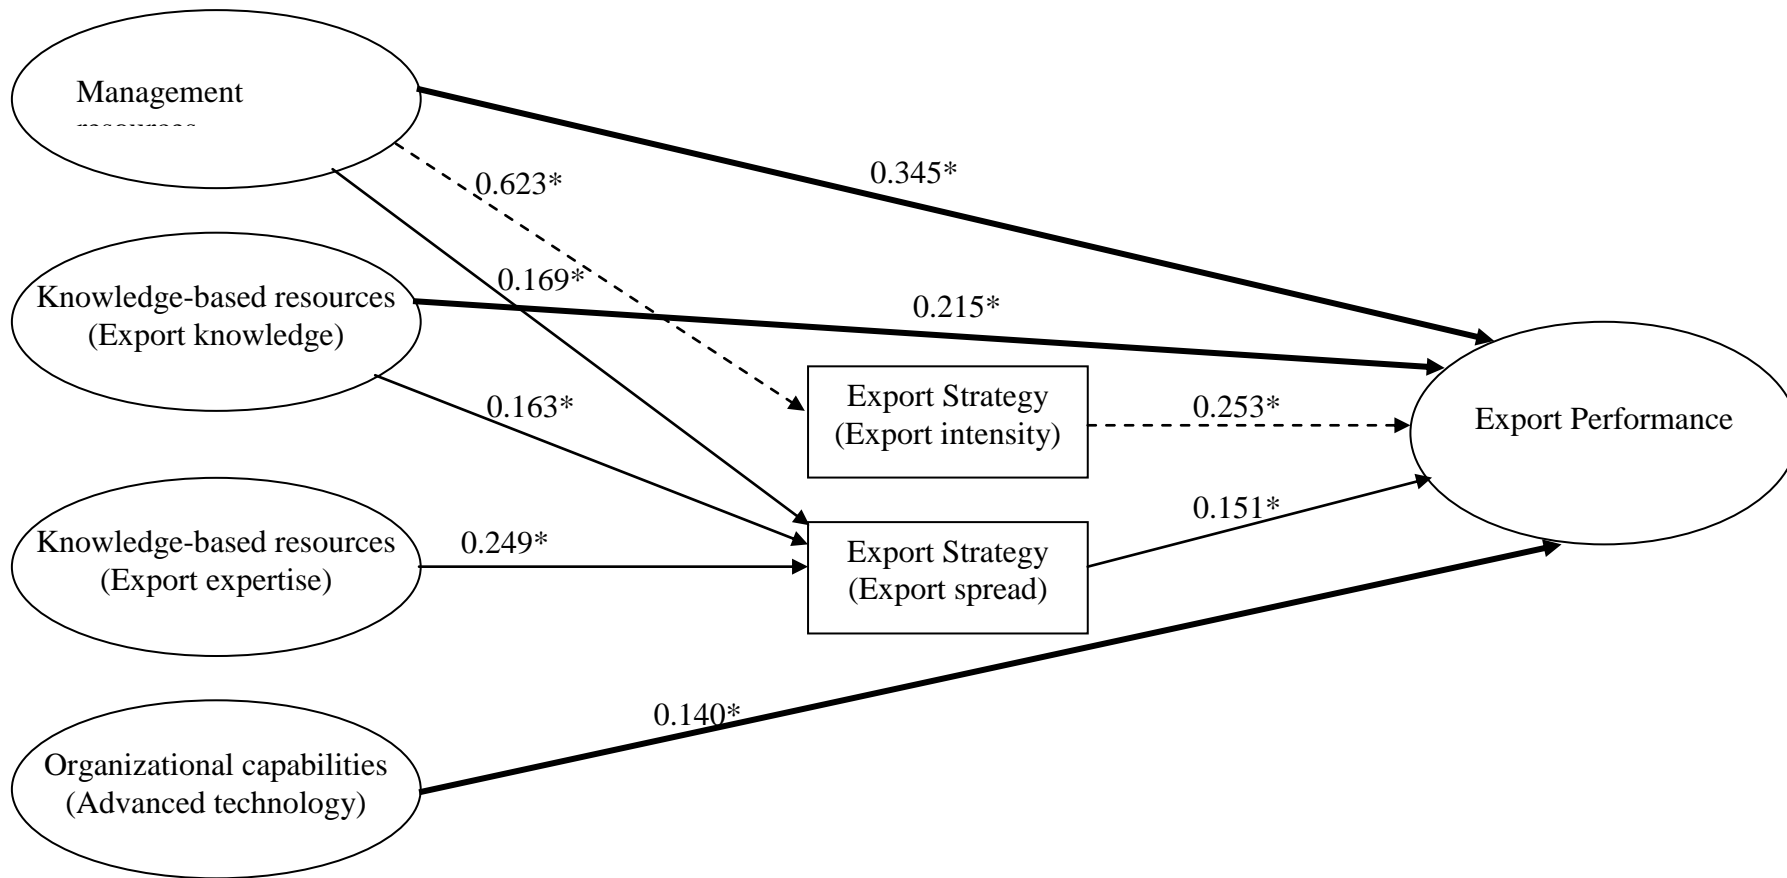 Management
0.345*
0.623*
0.169*
Knowledge-based resources
(Export knowledge)
0.215*
0.163*
Export Strategy
(Export intensity)
0.253*
Export Performance
Knowledge-based resources
(Export expertise)
0.249*
Export Strategy
(Export spread)
0.151*
0.140*
Organizational capabilities
(Advanced technology)